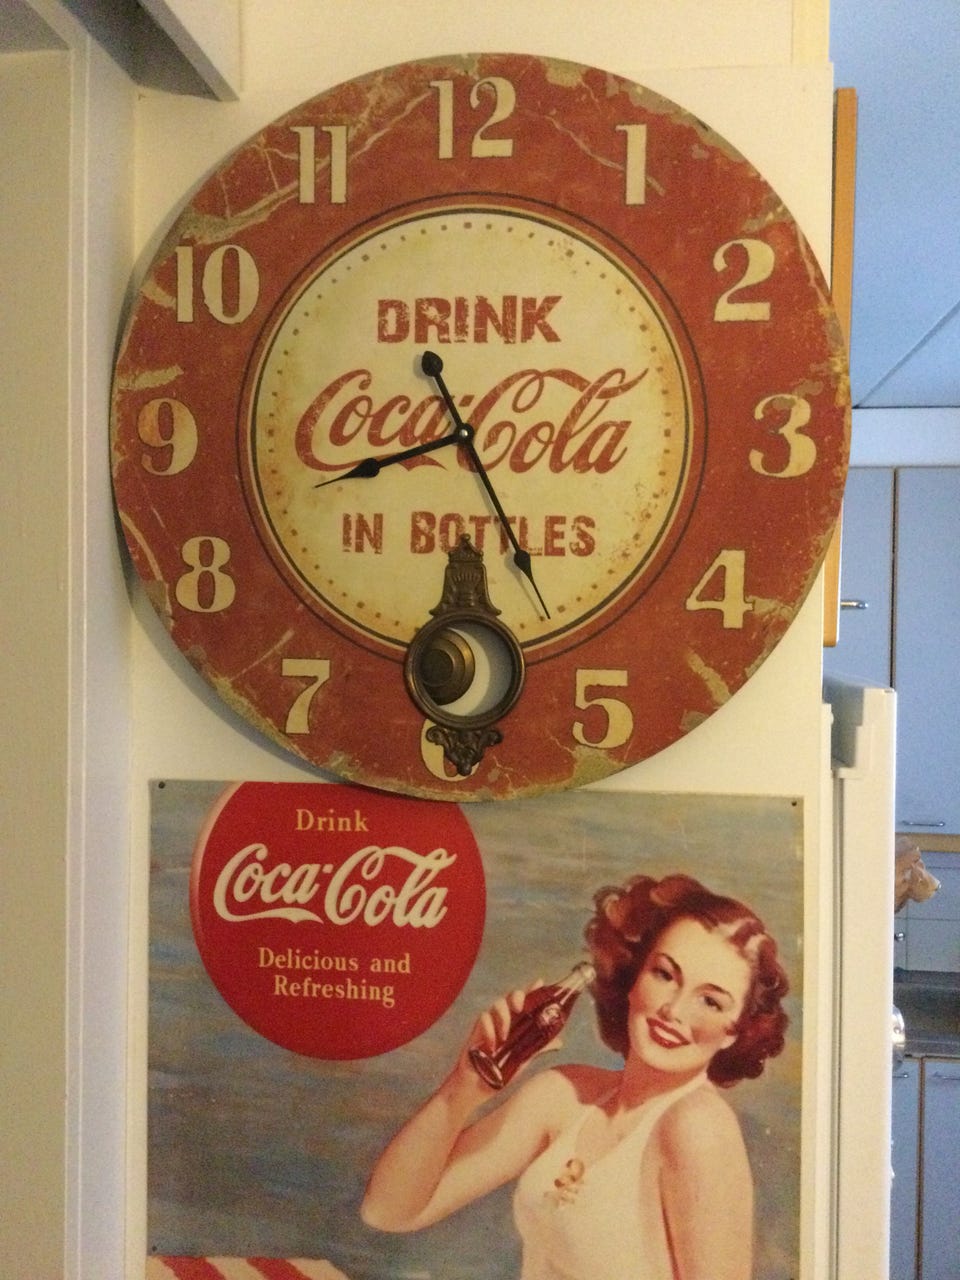 12
11
1
10
2
DRINK
Coca-Cola
9
3
IN BOTTLES
8
4
7
5
6
Drink
Coca-Cola
Delicious and
Refreshing